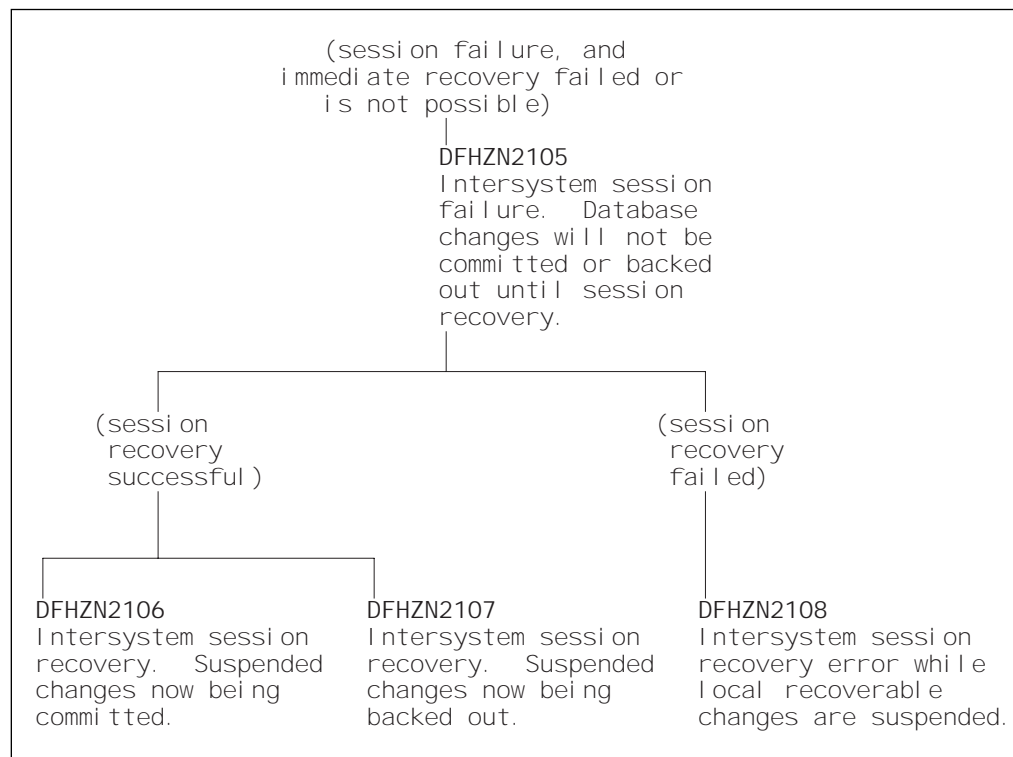 (session failure, and
immediate recovery failed or
is not possible)
DFHZN2105
Intersystem session
failure. Database
changes will not be
committed or backed
out until session
recovery.
(session
recovery
successful)
(session
recovery
failed)
DFHZN2106
Intersystem session
recovery. Suspended
changes now being
committed.
DFHZN2107
Intersystem session
recovery. Suspended
changes now being
backed out.
DFHZN2108
Intersystem session
recovery error while
local recoverable
changes are suspended.